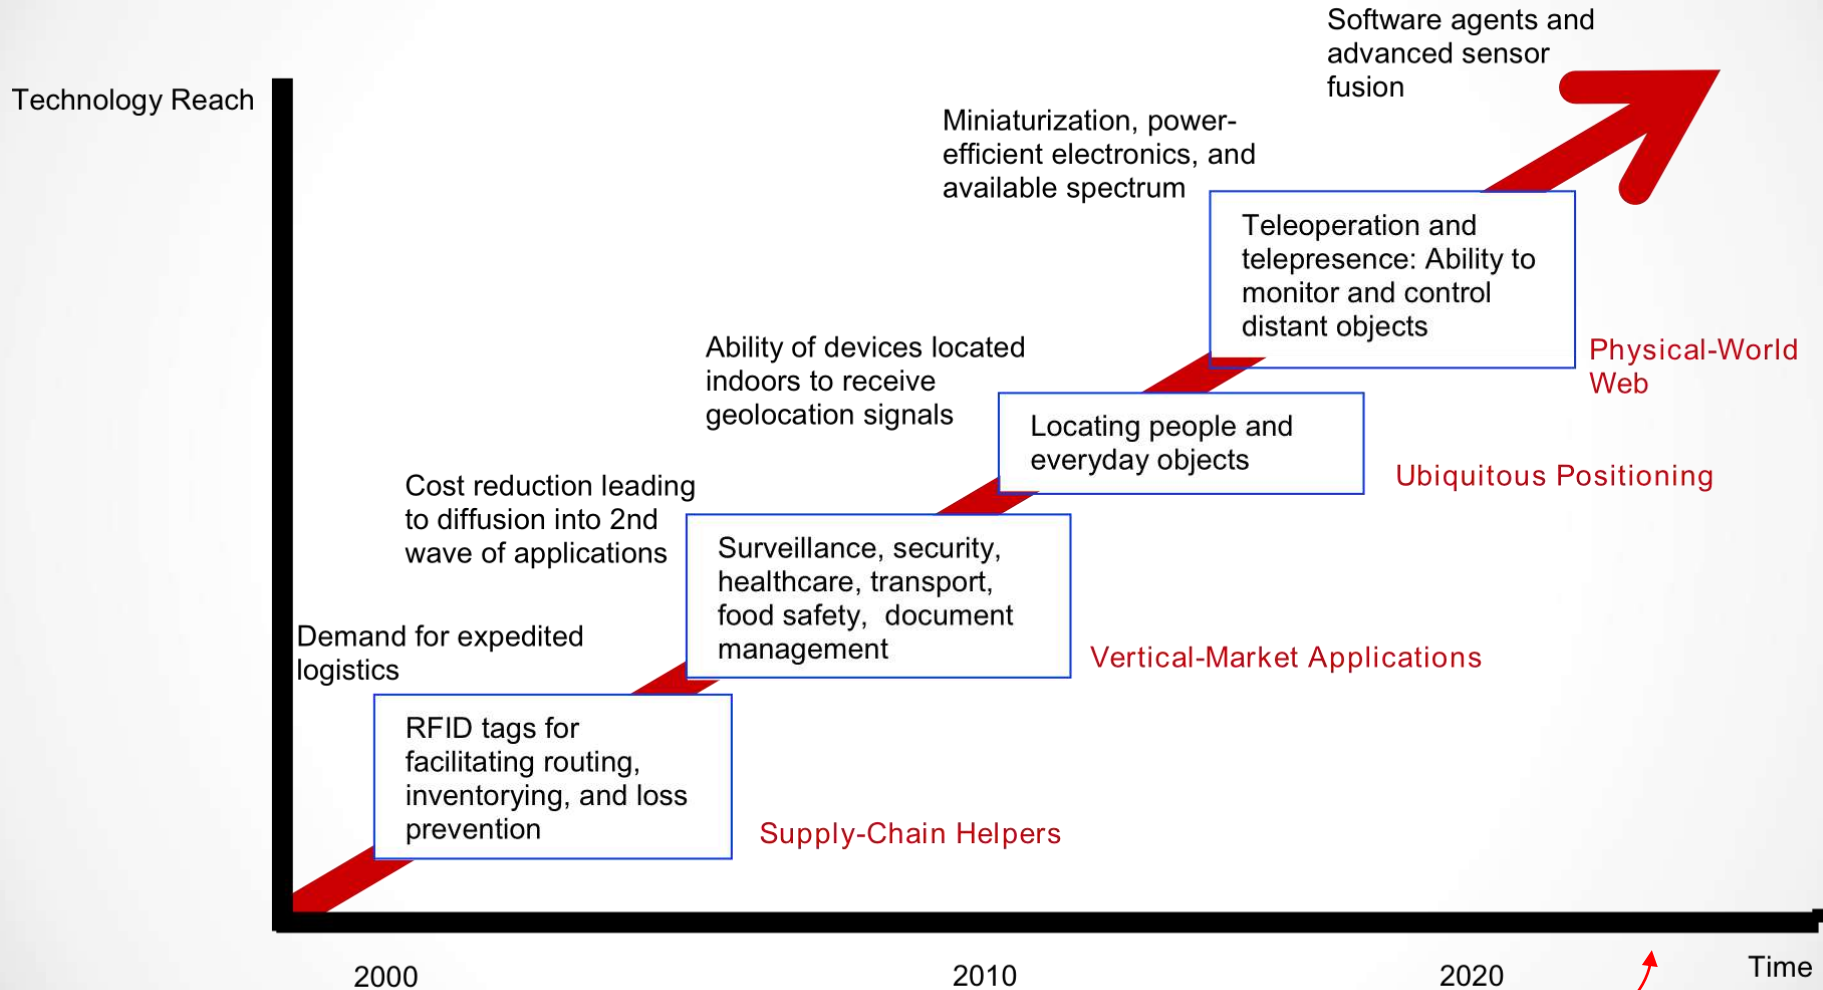 Software agents and
advanced sensor
fusion
Technology Reach
Miniaturization, power-
efficient electronics, and
available spectrum
Teleoperation and
telepresence: Ability to
monitor and control
distant objects
Physical-World
Web
Ability of devices located
indoors to receive
geolocation signals
Locating people and
everyday objects
Ubiquitous Positioning
Cost reduction leading
to diffusion into 2nd
wave of applications
Surveillance, security,
healthcare, transport,
food safety,  document
management
Vertical-Market Applications
Demand for expedited
logistics
RFID tags for
facilitating routing,
inventorying, and loss
prevention
Supply-Chain Helpers
2000
2010
2020
Time